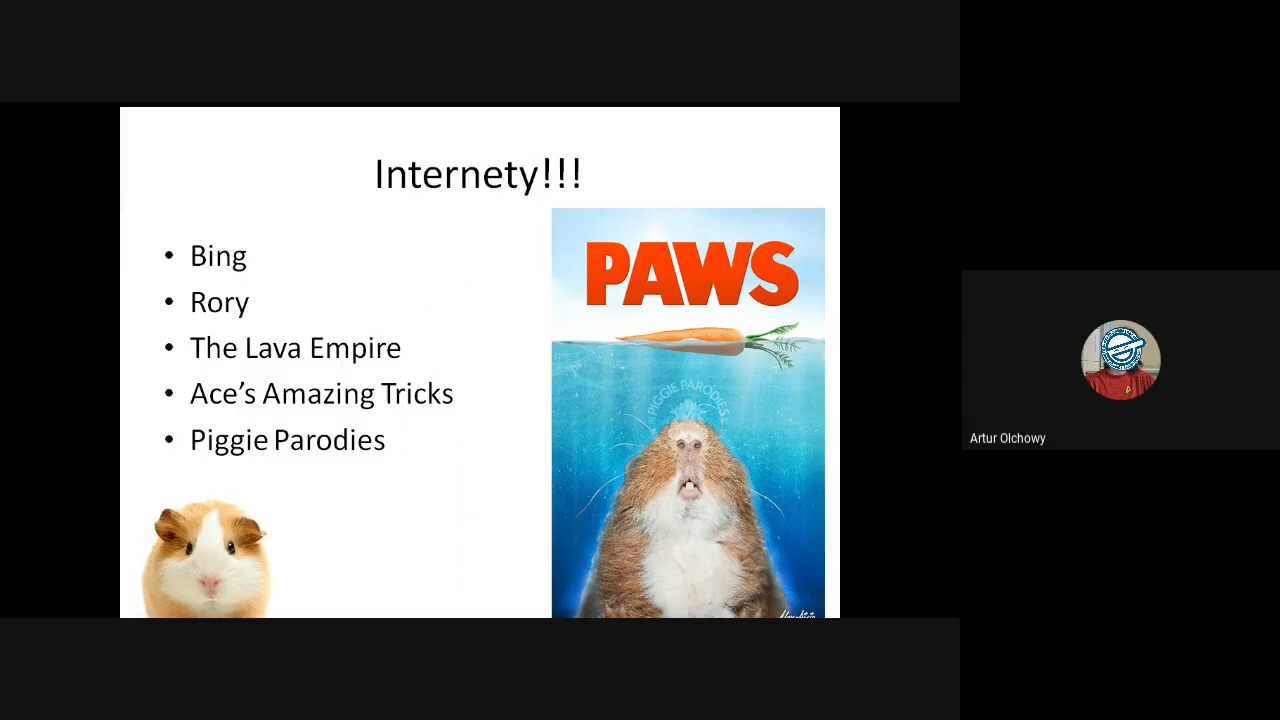 Internety!!!
• Bing
• Rory
• The Lava Empire
• Ace’s Amazing Tricks
• Piggie Parodies
PAWS
PIGGIE PARODIES
Artur Olchowy